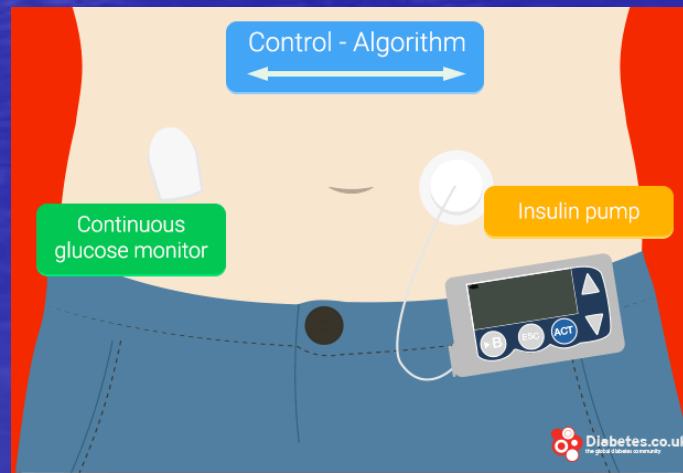 Control - Algorithm
Continuous
glucose monitor
Insulin pump
B
ESC
ACT
Diabetes.co.uk
the global diabetes community